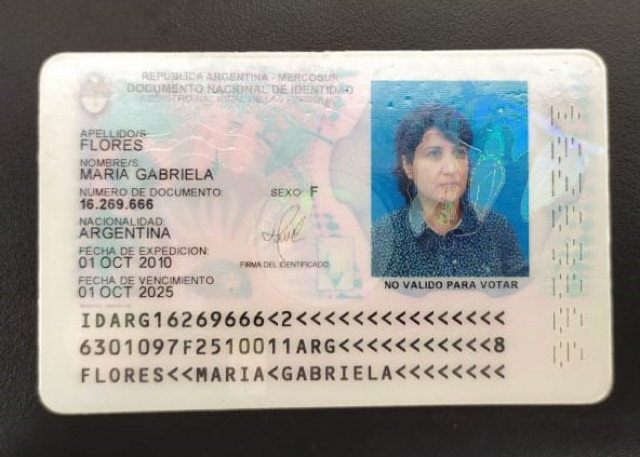 REPUBLICA ARGENTINA - MERCOSUR
DOCUMENTO NACIONAL DE IDENTIDAD
REGISTRO NACIONAL DE LAS PERSONAS
APELLIDO/S
FLORES
NOMBRE/S
MARIA GABRIELA
NUMERO DE DOCUMENTO:
16.269.666
SEXO: F
NACIONALIDAD:
ARGENTINA
FECHA DE EXPEDICION:
01 OCT 2010
FIRMA DEL IDENTIFICADO
FECHA DE VENCIMIENTO
01 OCT 2025
NO VALIDO PARA VOTAR
IDARG16269666<2<<<<<<<<<<<<<<<
6301097F2510011ARG<<<<<<<<<<<8
FLORES<<MARIA<GABRIELA<<<<<<<<